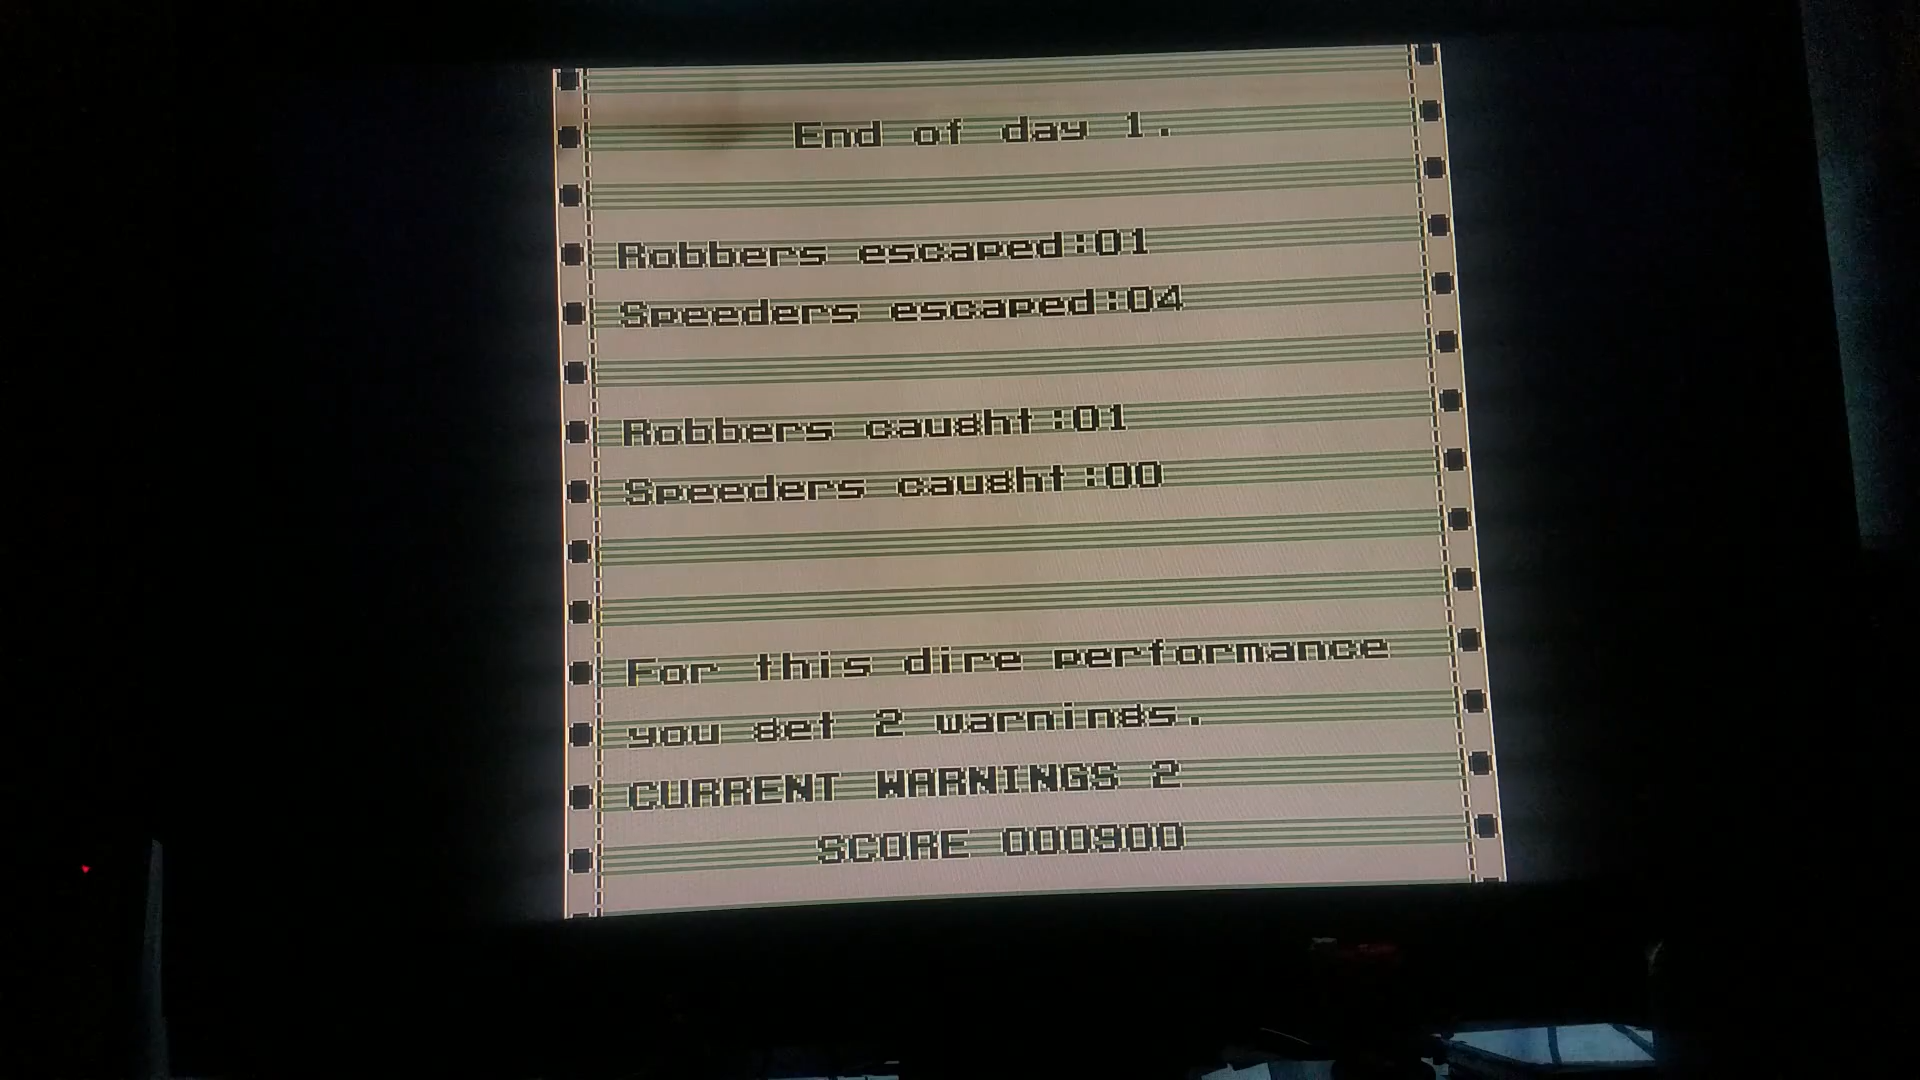 End of day 1.
Robbers escaped:01
Speeders escaped:04
Robbers caught:01
Speeders caught:00
For this dire performance
you get 2 warnings.
CURRENT WARNINGS 2
SCORE 000900